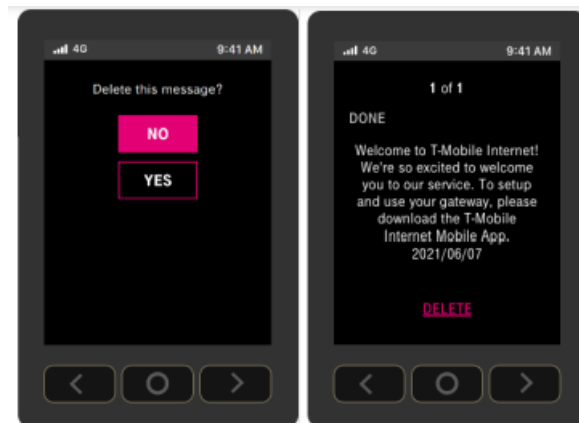 4G 9:41 AM
Delete this message?
NO
YES
4G 9:41 AM
1 of 1
DONE
Welcome to T-Mobile Internet!
We're so excited to welcome
you to our service. To setup
and use your gateway, please
download the T-Mobile
Internet Mobile App.
2021/06/07
DELETE